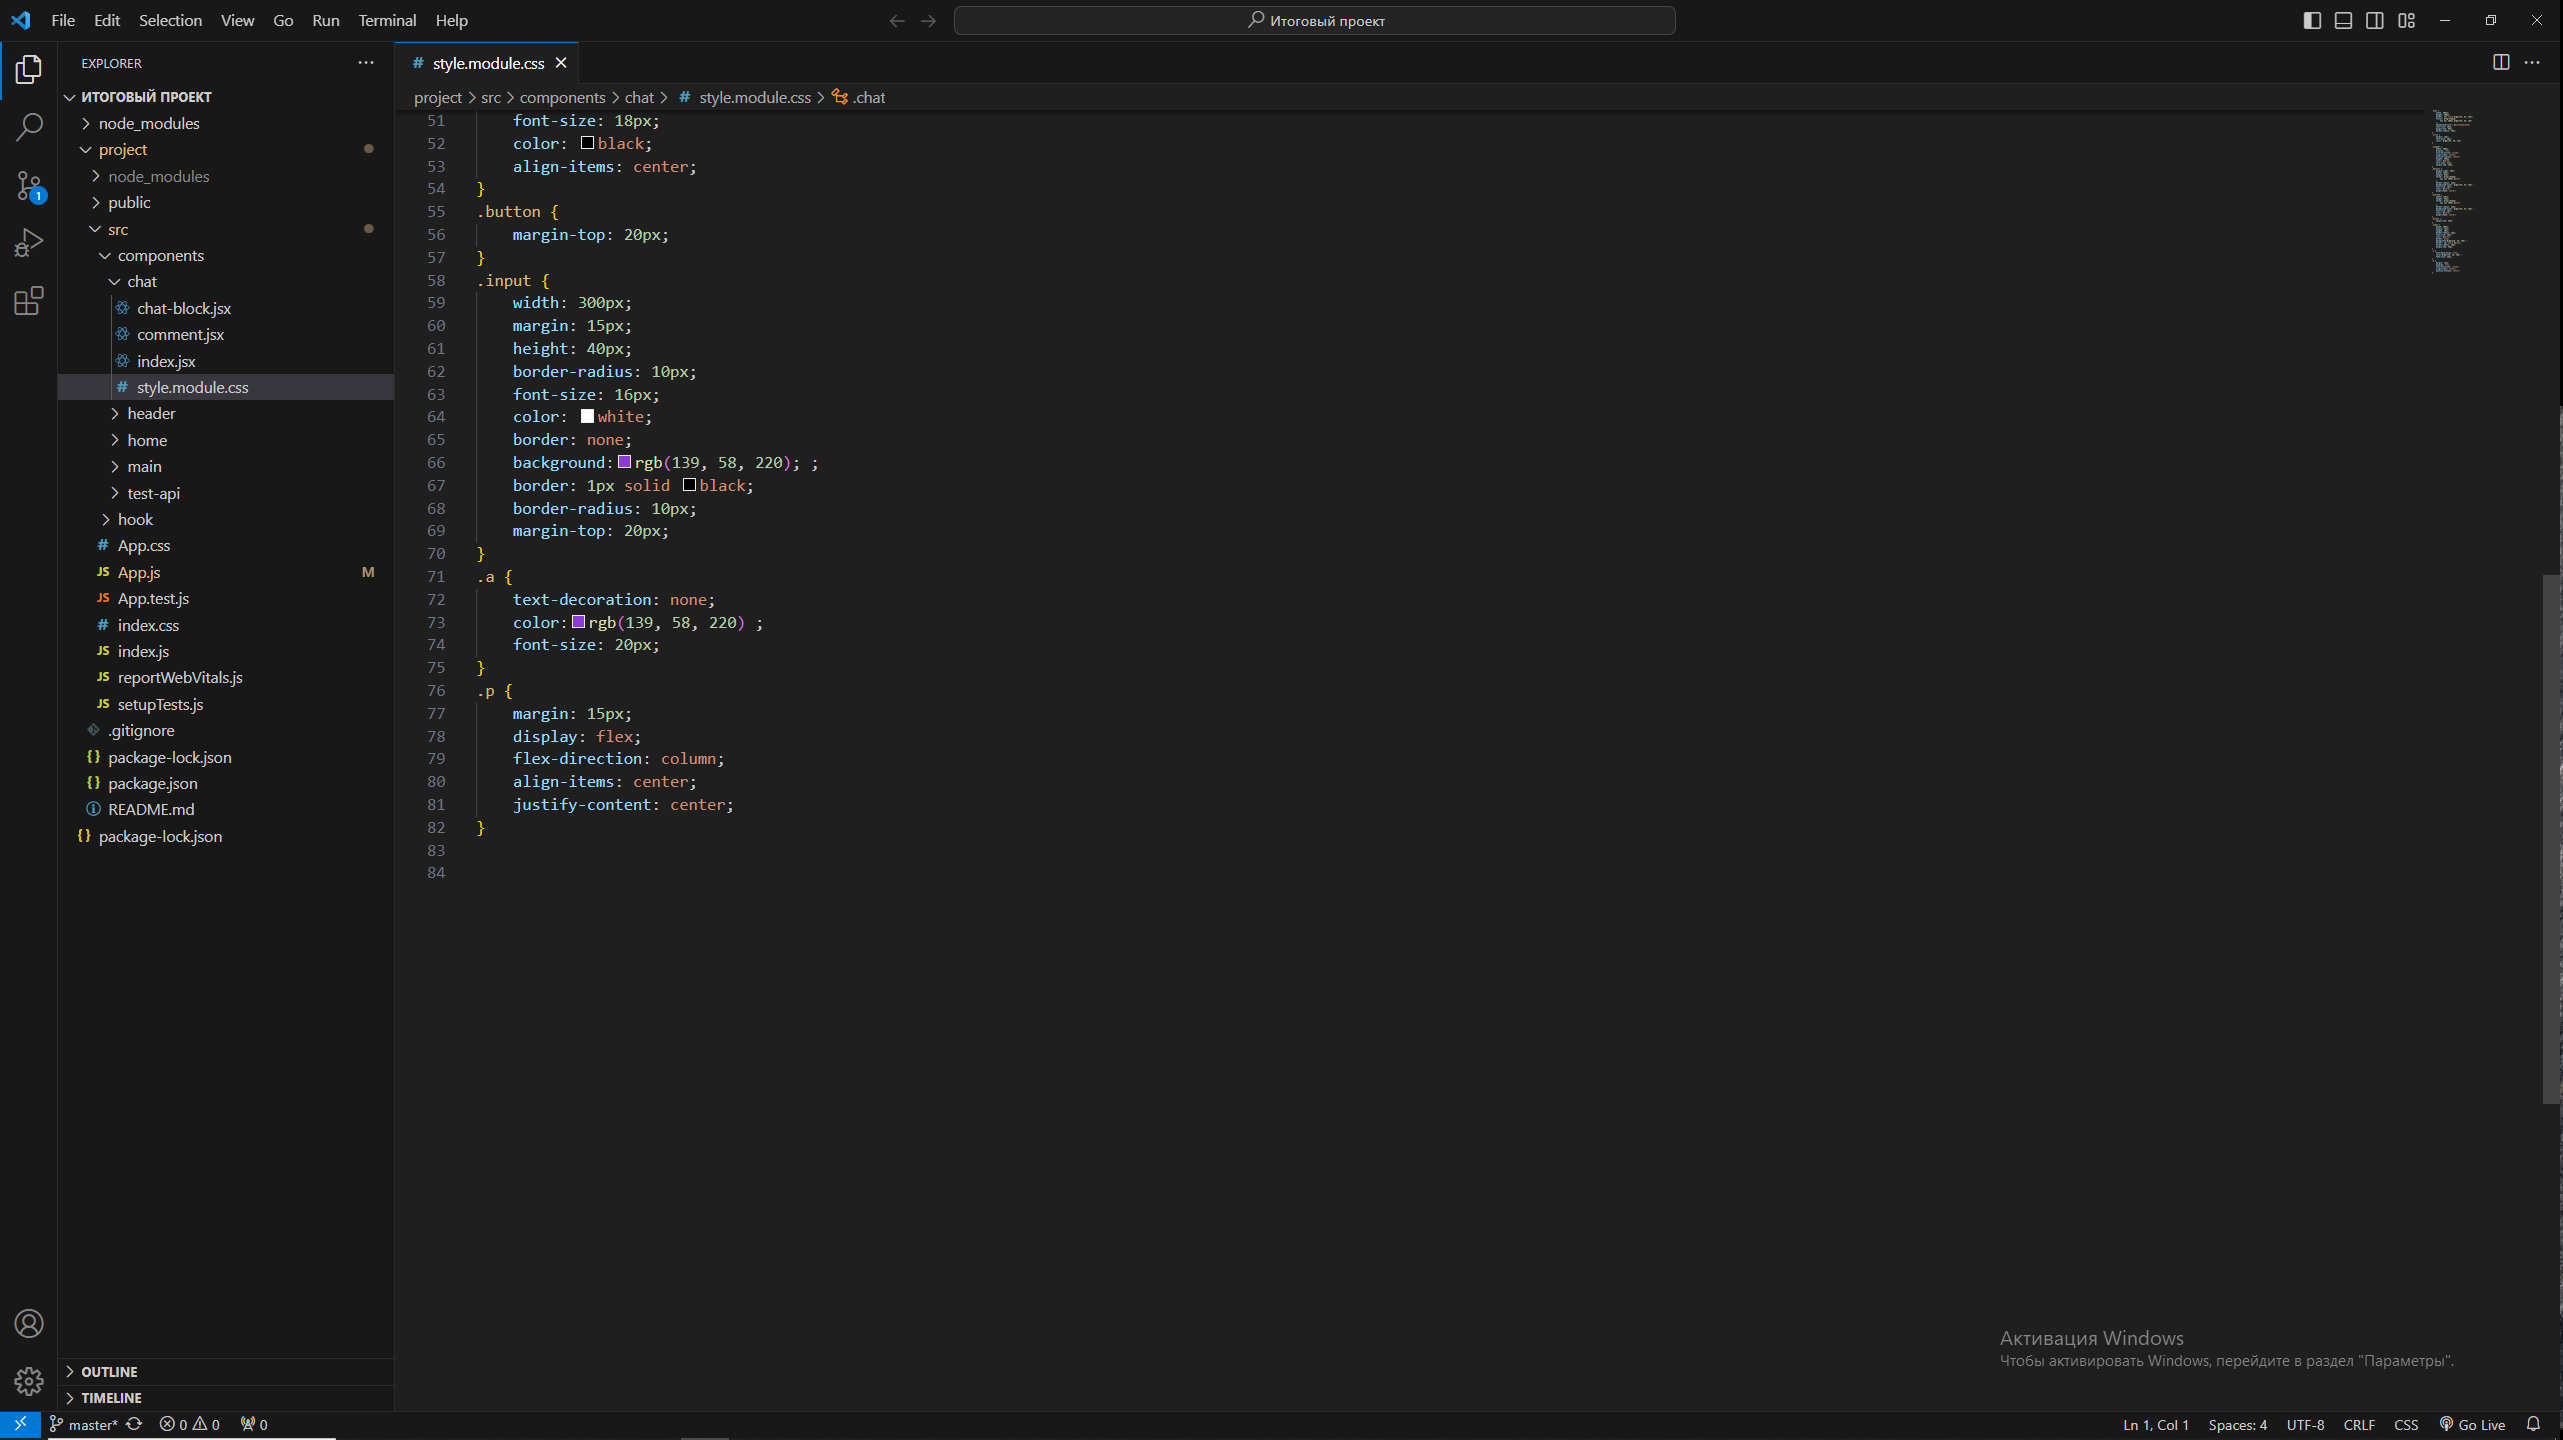 File Edit Selection View Go Run Terminal Help
Итоговый проект
EXPLORER
ИТОГОВЫЙ ПРОЕКТ
node_modules
project
node_modules
public
src
components
chat
chat-block.jsx
comment.jsx
index.jsx
# style.module.css
header
home
main
test-api
hook
# App.css
JS App.js M
JS App.test.js
# index.css
JS index.js
JS reportWebVitals.js
JS setupTests.js
.gitignore
{} package-lock.json
{} package.json
README.md
{} package-lock.json
OUTLINE
TIMELINE
1
# style.module.css
project > src > components > chat > # style.module.css > .chat
51 font-size: 18px;
52 color: black;
53 align-items: center;
54 }
55 .button {
56 margin-top: 20px;
57 }
58 .input {
59 width: 300px;
60 margin: 15px;
61 height: 40px;
62 border-radius: 10px;
63 font-size: 16px;
64 color: white;
65 border: none;
66 background: rgb(139, 58, 220); ;
67 border: 1px solid black;
68 border-radius: 10px;
69 margin-top: 20px;
70 }
71 .a {
72 text-decoration: none;
73 color: rgb(139, 58, 220) ;
74 font-size: 20px;
75 }
76 .p {
77 margin: 15px;
78 display: flex;
79 flex-direction: column;
80 align-items: center;
81 justify-content: center;
82 }
83
84
Активация Windows
Чтобы активировать Windows, перейдите в раздел "Параметры".
master* 0 0 0
Ln 1, Col 1 Spaces: 4 UTF-8 CRLF CSS Go Live